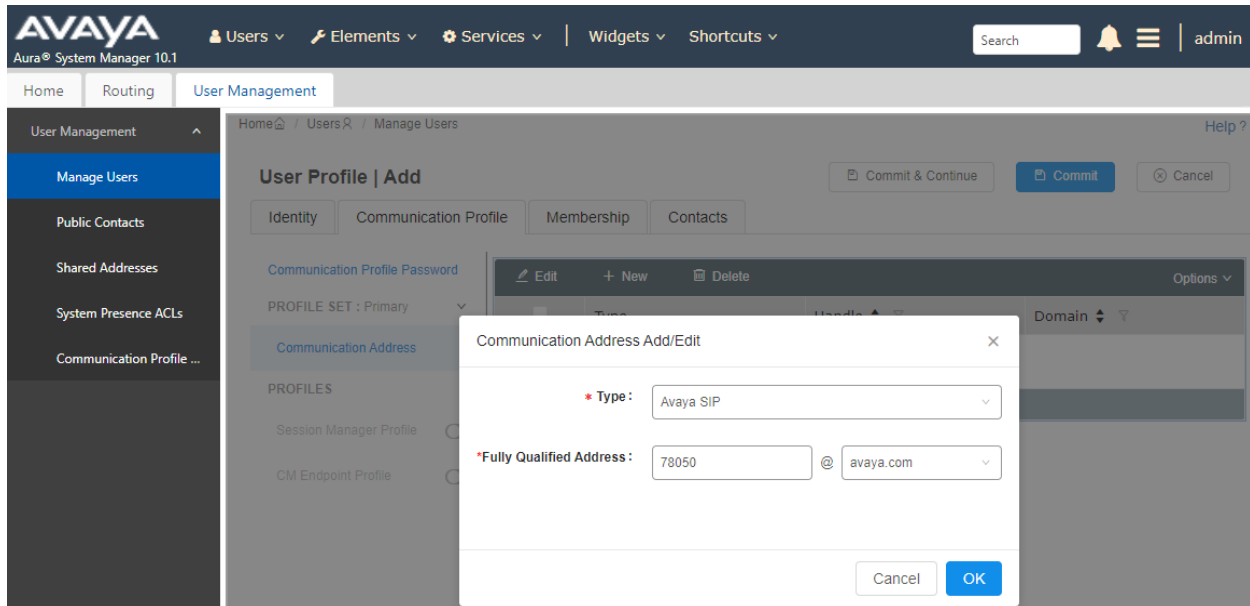 AVAYA
Aura® System Manager 10.1
Users Elements Services | Widgets Shortcuts
Search
admin
Home Routing User Management
User Management
Manage Users
Public Contacts
Shared Addresses
System Presence ACLs
Communication Profile ...
Home / Users / Manage Users
Help ?
User Profile | Add
Commit & Continue Commit Cancel
Identity Communication Profile Membership Contacts
Communication Profile Password
PROFILE SET : Primary
Communication Address
PROFILES
Session Manager Profile
CM Endpoint Profile
Edit + New Delete Options
Type Handle Domain
Communication Address Add/Edit
* Type :
Avaya SIP
*Fully Qualified Address :
78050 @ avaya.com
Cancel OK